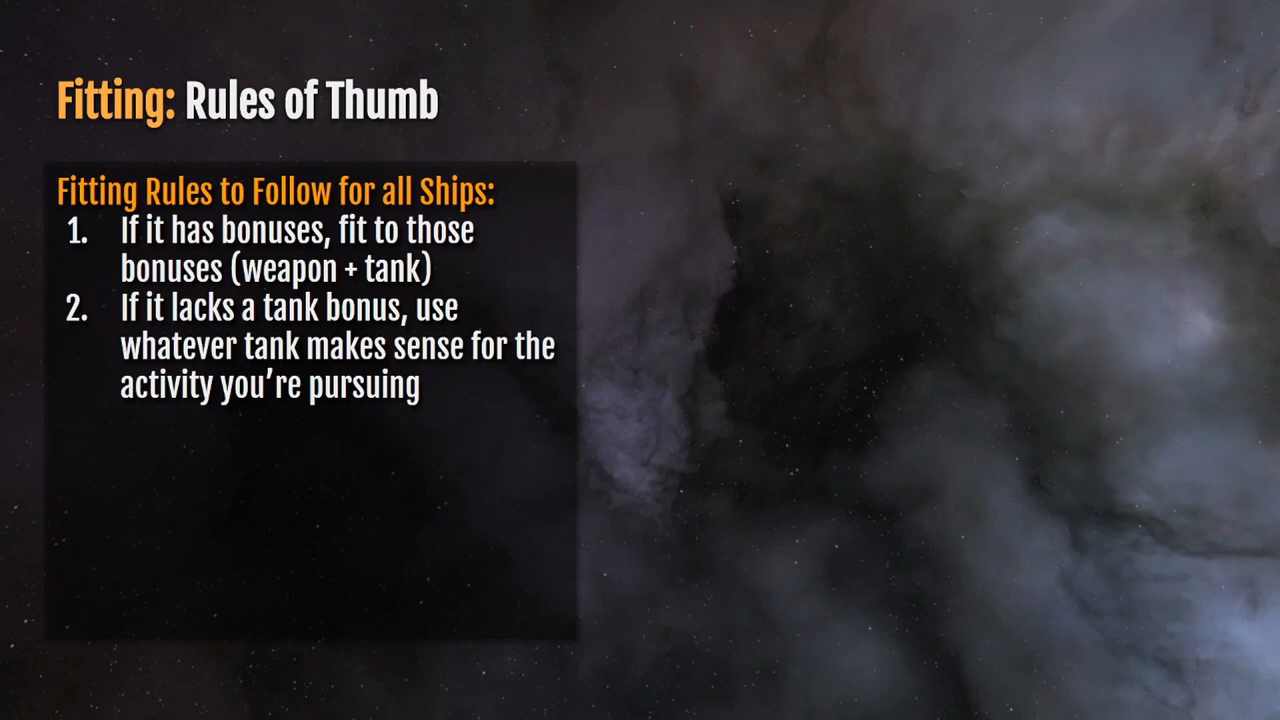 Fitting: Rules of Thumb
Fitting Rules to Follow for all Ships:
1. If it has bonuses, fit to those
bonuses (weapon + tank)
2. If it lacks a tank bonus, use
whatever tank makes sense for the
activity you’re pursuing